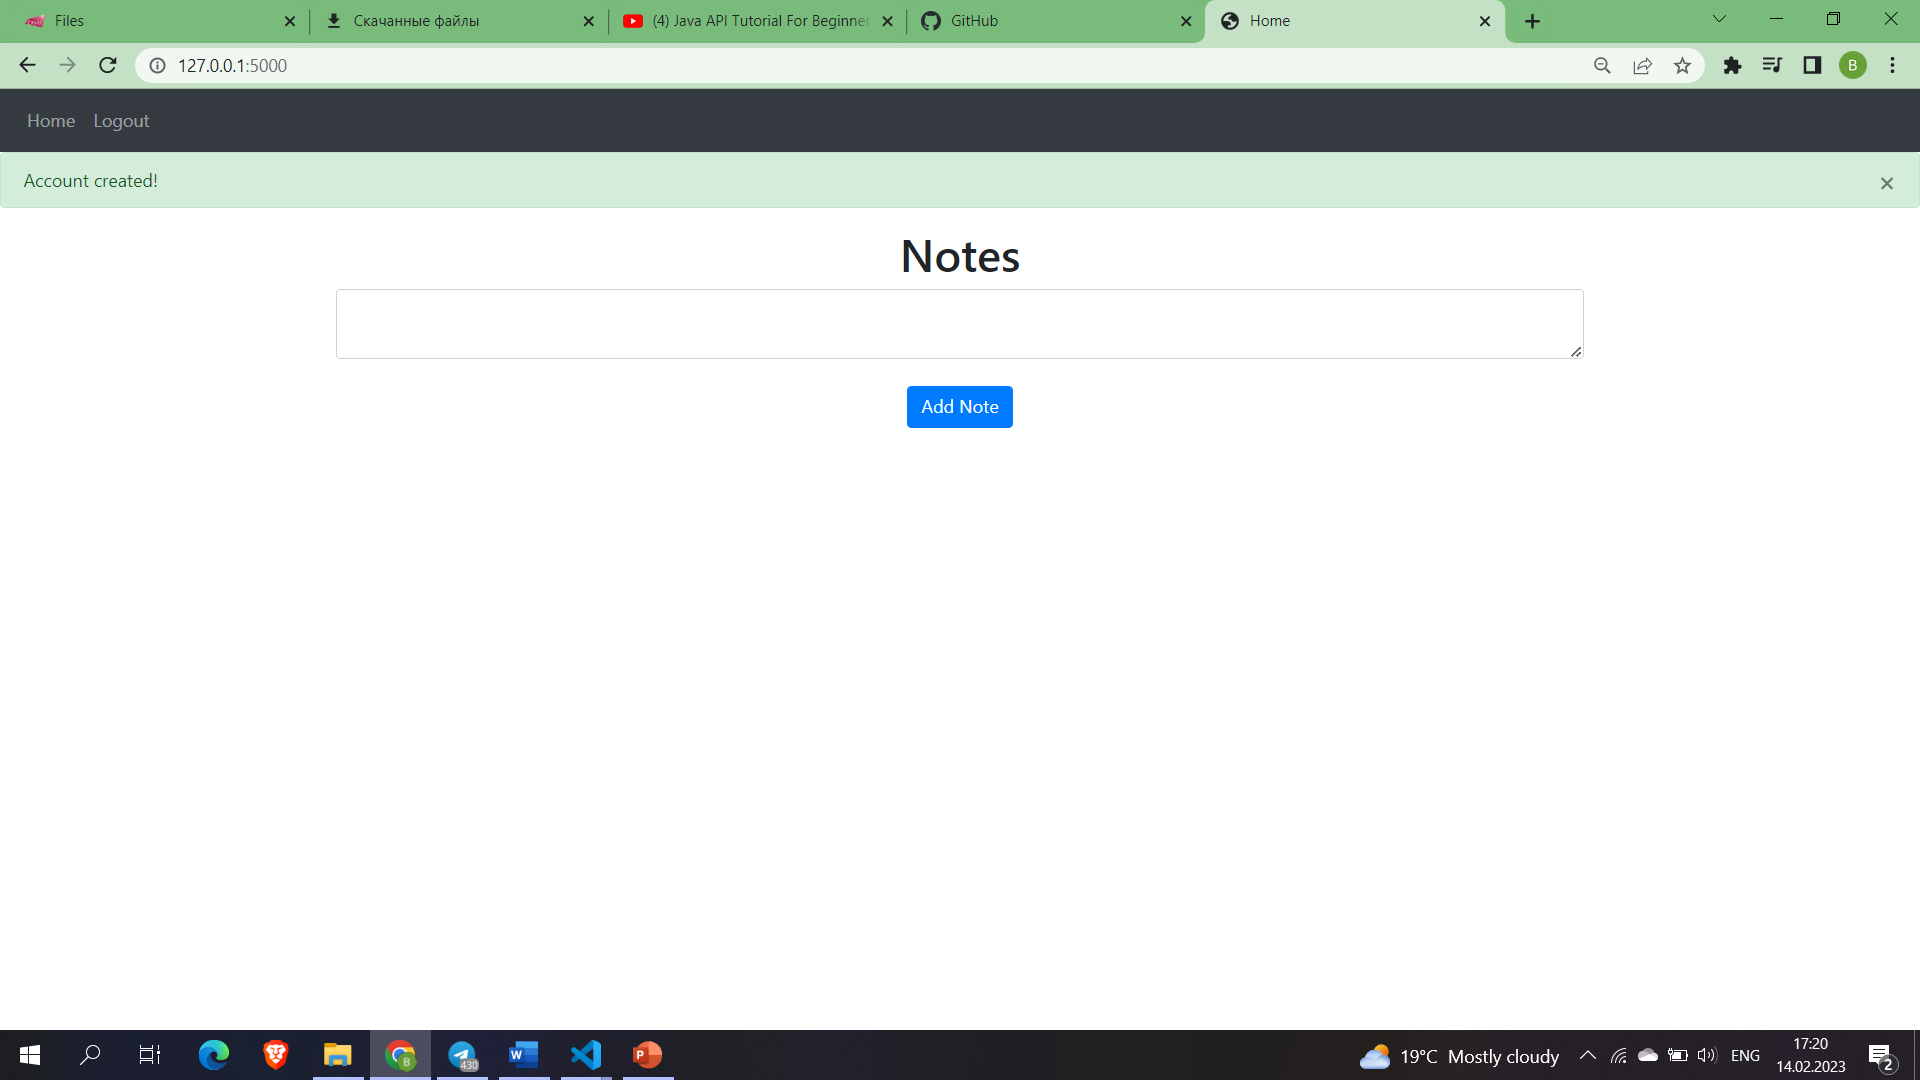 Files
Скачанные файлы
(4) Java API Tutorial For Beginner
GitHub
Home
127.0.0.1:5000
B
Home Logout
Account created!
Notes
Add Note
B
430
W
P
19°C Mostly cloudy
ENG
17:20
14.02.2023
2